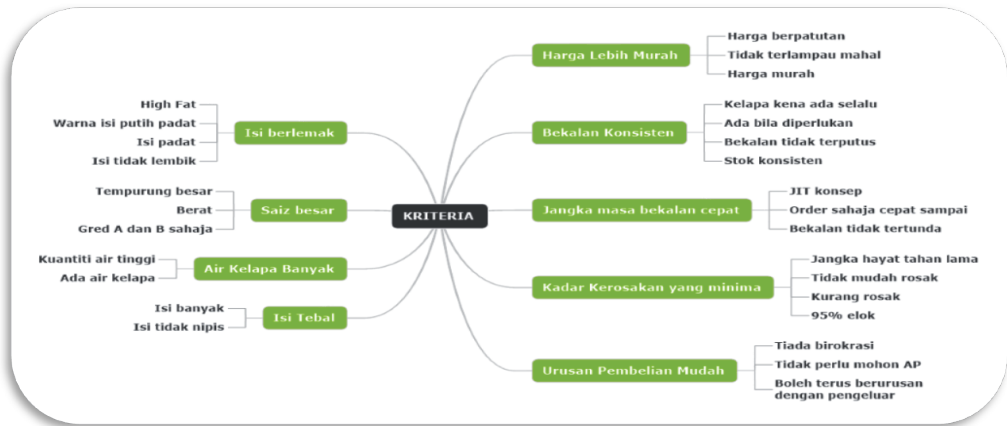 KRITERIA
Isi berlemak
High Fat
Warna isi putih padat
Isi padat
Isi tidak lembik
Saiz besar
Tempurung besar
Berat
Gred A dan B sahaja
Air Kelapa Banyak
Kuantiti air tinggi
Ada air kelapa
Isi Tebal
Isi banyak
Isi tidak nipis
Harga Lebih Murah
Harga berpatutan
Tidak terlampau mahal
Harga murah
Bekalan Konsisten
Kelapa kena ada selalu
Ada bila diperlukan
Bekalan tidak terputus
Stok konsisten
Jangka masa bekalan cepat
JIT konsep
Order sahaja cepat sampai
Bekalan tidak tertunda
Kadar Kerosakan yang minima
Jangka hayat tahan lama
Tidak mudah rosak
Kurang rosak
95% elok
Urusan Pembelian Mudah
Tiada birokrasi
Tidak perlu mohon AP
Boleh terus berurusan
dengan pengeluar